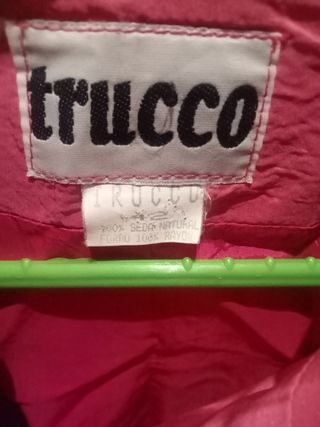 trucco
TRUCCO
100% SEDA NATURAL
FORRO 100% RAYON